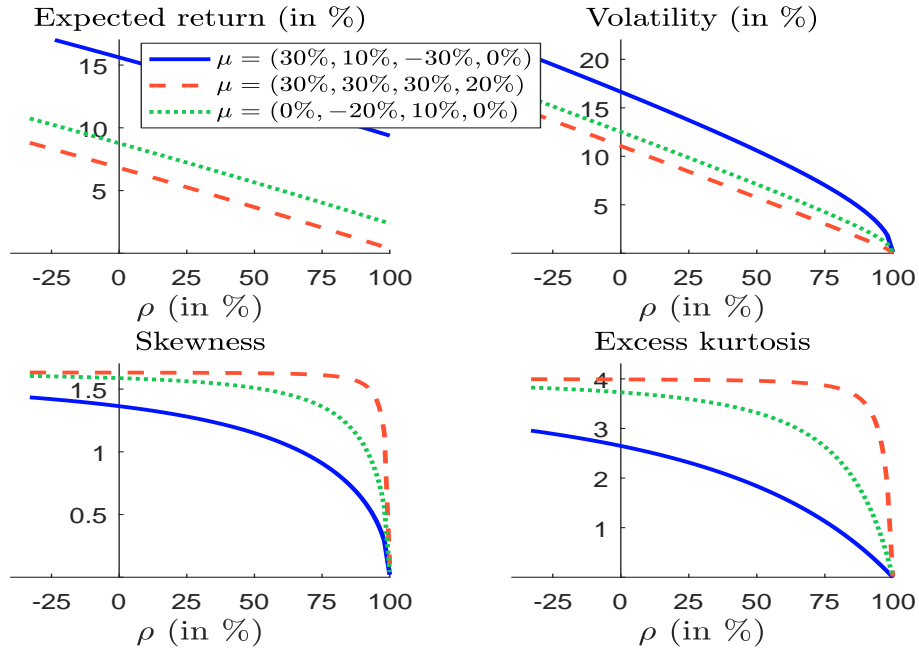 Expected return (in %)
15
10
5
-25 0 25 50 75 100
ρ (in %)
μ = (30%, 10%, −30%, 0%)
μ = (30%, 30%, 30%, 20%)
μ = (0%, −20%, 10%, 0%)
Volatility (in %)
20
15
10
5
-25 0 25 50 75 100
ρ (in %)
Skewness
1.5
1
0.5
-25 0 25 50 75 100
ρ (in %)
Excess kurtosis
4
3
2
1
-25 0 25 50 75 100
ρ (in %)